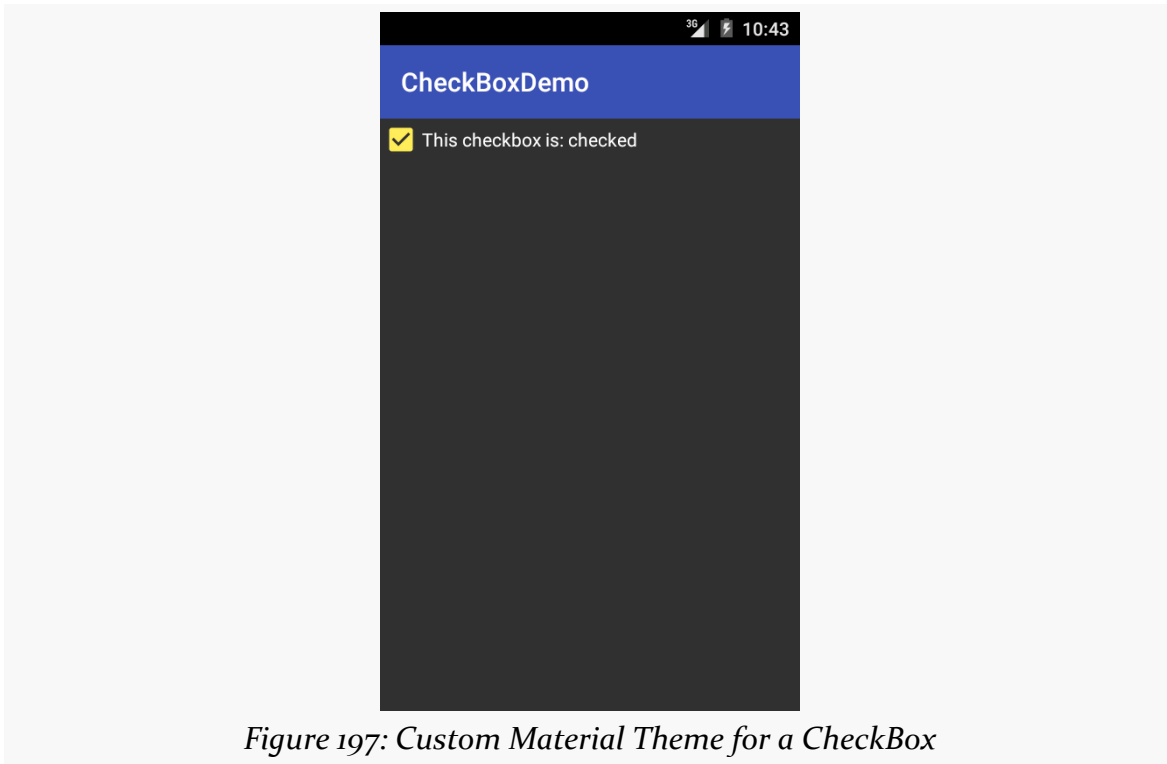 3G 10:43
CheckBoxDemo
This checkbox is: checked
Figure 197: Custom Material Theme for a CheckBox